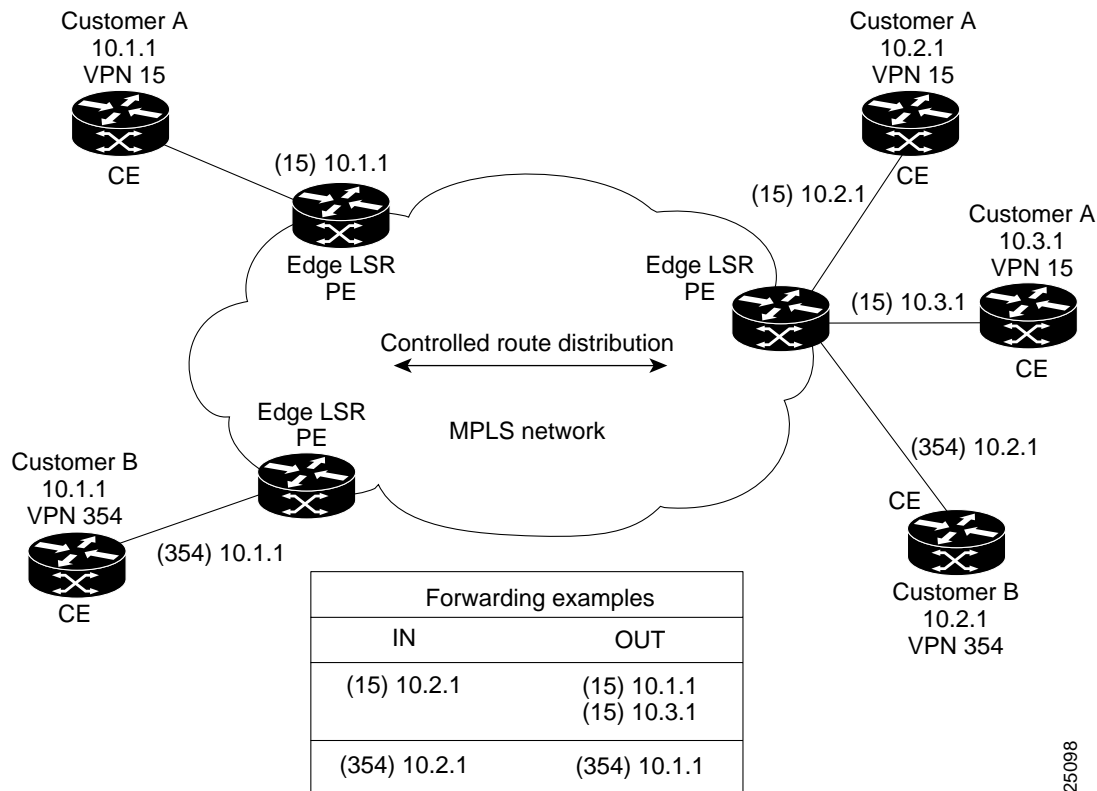 Customer A
10.1.1
VPN 15
CE
(15) 10.1.1
Edge LSR
PE
Customer A
10.2.1
VPN 15
CE
(15) 10.2.1
Customer A
10.3.1
VPN 15
CE
(15) 10.3.1
Edge LSR
PE
Controlled route distribution
MPLS network
Edge LSR
PE
Customer B
10.1.1
VPN 354
CE
(354) 10.1.1
(354) 10.2.1
CE
Customer B
10.2.1
VPN 354
Forwarding examples
IN OUT
(15) 10.2.1 (15) 10.1.1
(15) 10.3.1
(354) 10.2.1 (354) 10.1.1
25098